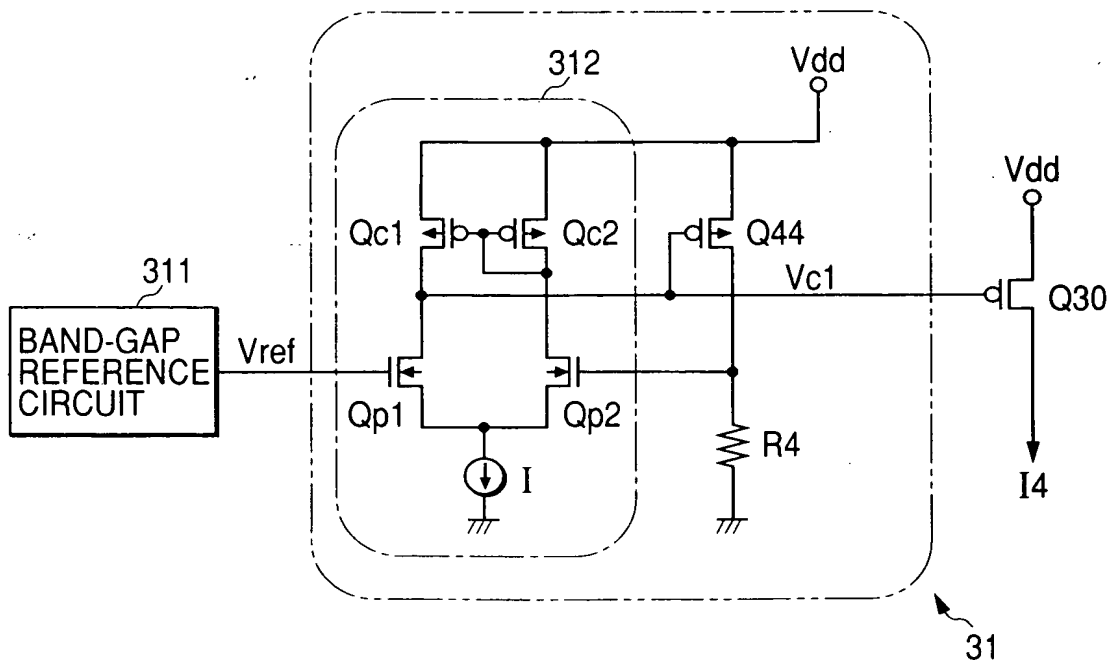 312
Vdd
Vdd
Qc1
Qc2
Q44
311
Vc1
Q30
BAND-GAP
REFERENCE
CIRCUIT
Vref
Qp1
Qp2
R4
I
I4
31